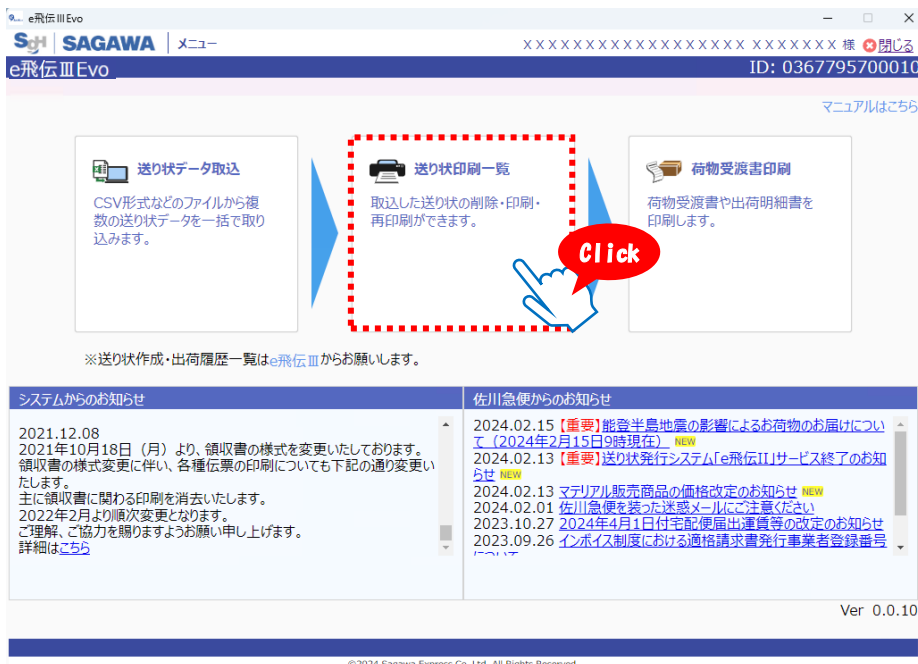 e飛伝ⅢEvo
SGH SAGAWA メニュー XXXXXXXXXXXXXXXXXX XXXXXXX 様 閉じる
e飛伝ⅢEvo ID: 0367795700010
マニュアルはこちら
送り状データ取込
CSV形式などのファイルから複
数の送り状データを一括で取り
込みます。
送り状印刷一覧
取込した送り状の削除・印刷・
再印刷ができます。
荷物受渡書印刷
荷物受渡書や出荷明細書を
印刷します。
Click
※送り状作成・出荷履歴一覧はe飛伝Ⅲからお願いします。
システムからのお知らせ
2021.12.08
2021年10月18日（月）より、領収書の様式を変更いたしております。
領収書の様式変更に伴い、各種伝票の印刷についても下記の通り変更い
たします。
主に領収書に関わる印刷を消去いたします。
2022年2月より順次変更となります。
ご理解、ご協力を賜りますようお願い申し上げます。
詳細はこちら
佐川急便からのお知らせ
2024.02.15【重要】能登半島地震の影響によるお荷物のお届けについ
て（2024年2月15日9時現在） NEW
2024.02.13【重要】送り状発行システム「e飛伝II」サービス終了のお知
らせ NEW
2024.02.13 マテリアル販売商品の価格改定のお知らせ NEW
2024.02.01 佐川急便を装った迷惑メールにご注意ください
2023.10.27 2024年4月1日付宅配便届出運賃等の改定のお知らせ
2023.09.26 インボイス制度における適格請求書発行事業者登録番号
について
Ver 0.0.10
©2024 Sagawa Express Co.,Ltd. All Rights Reserved.